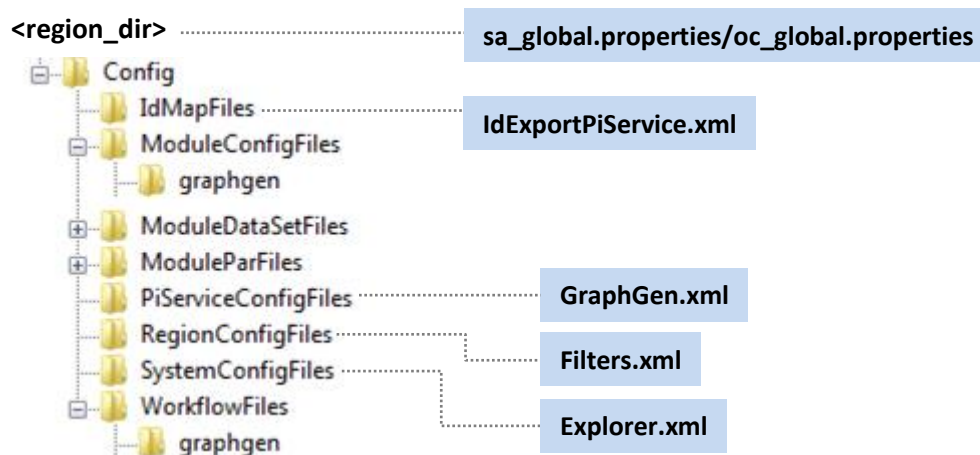 <region_dir>
sa_global.properties/oc_global.properties
Config
IdMapFiles
IdExportPiService.xml
ModuleConfigFiles
graphgen
ModuleDataSetFiles
ModuleParFiles
PiServiceConfigFiles
GraphGen.xml
RegionConfigFiles
Filters.xml
SystemConfigFiles
WorkflowFiles
Explorer.xml
graphgen